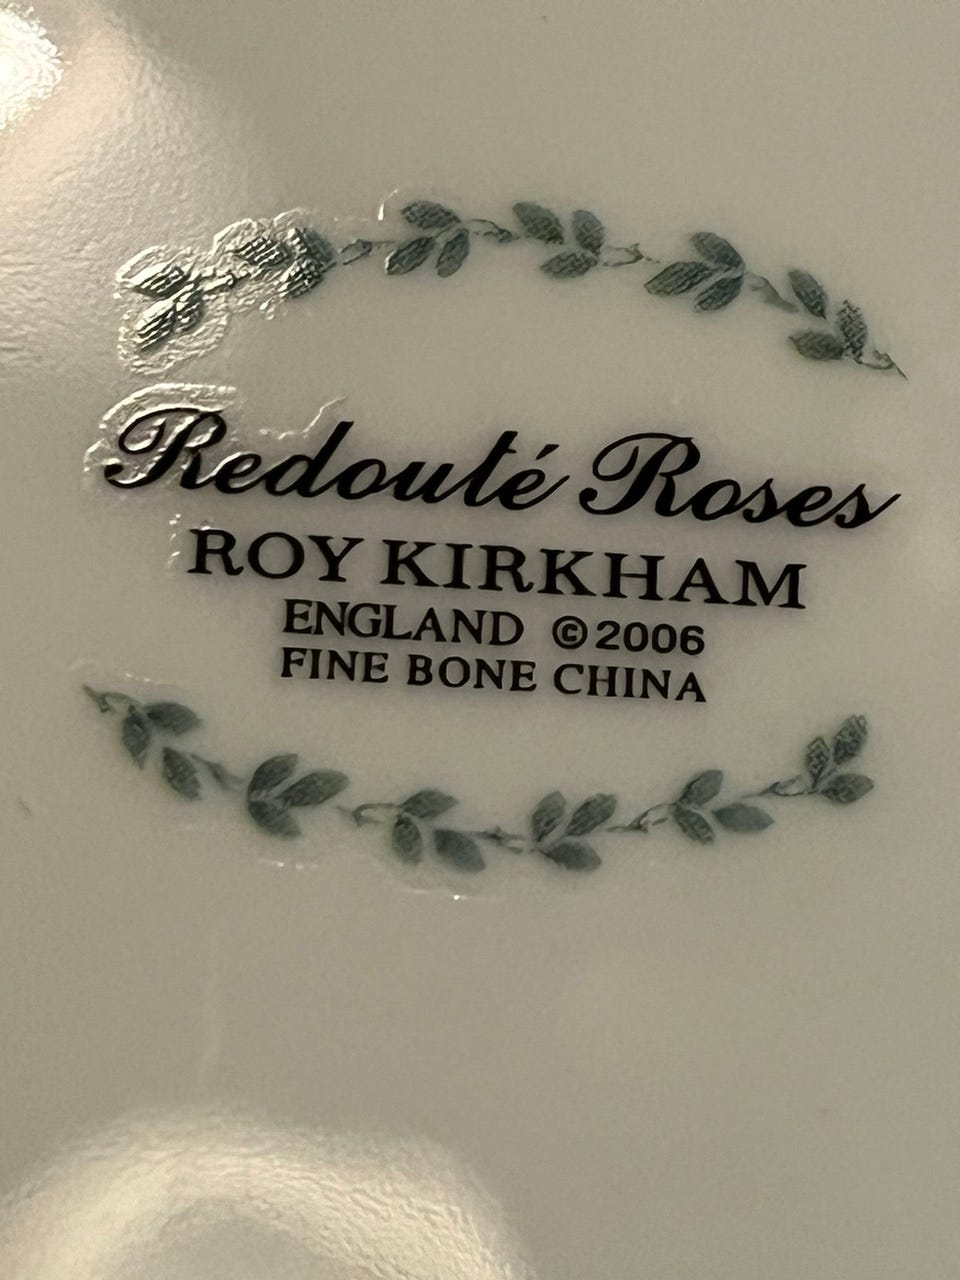 Redouté Roses
ROY KIRKHAM
ENGLAND ©2006
FINE BONE CHINA